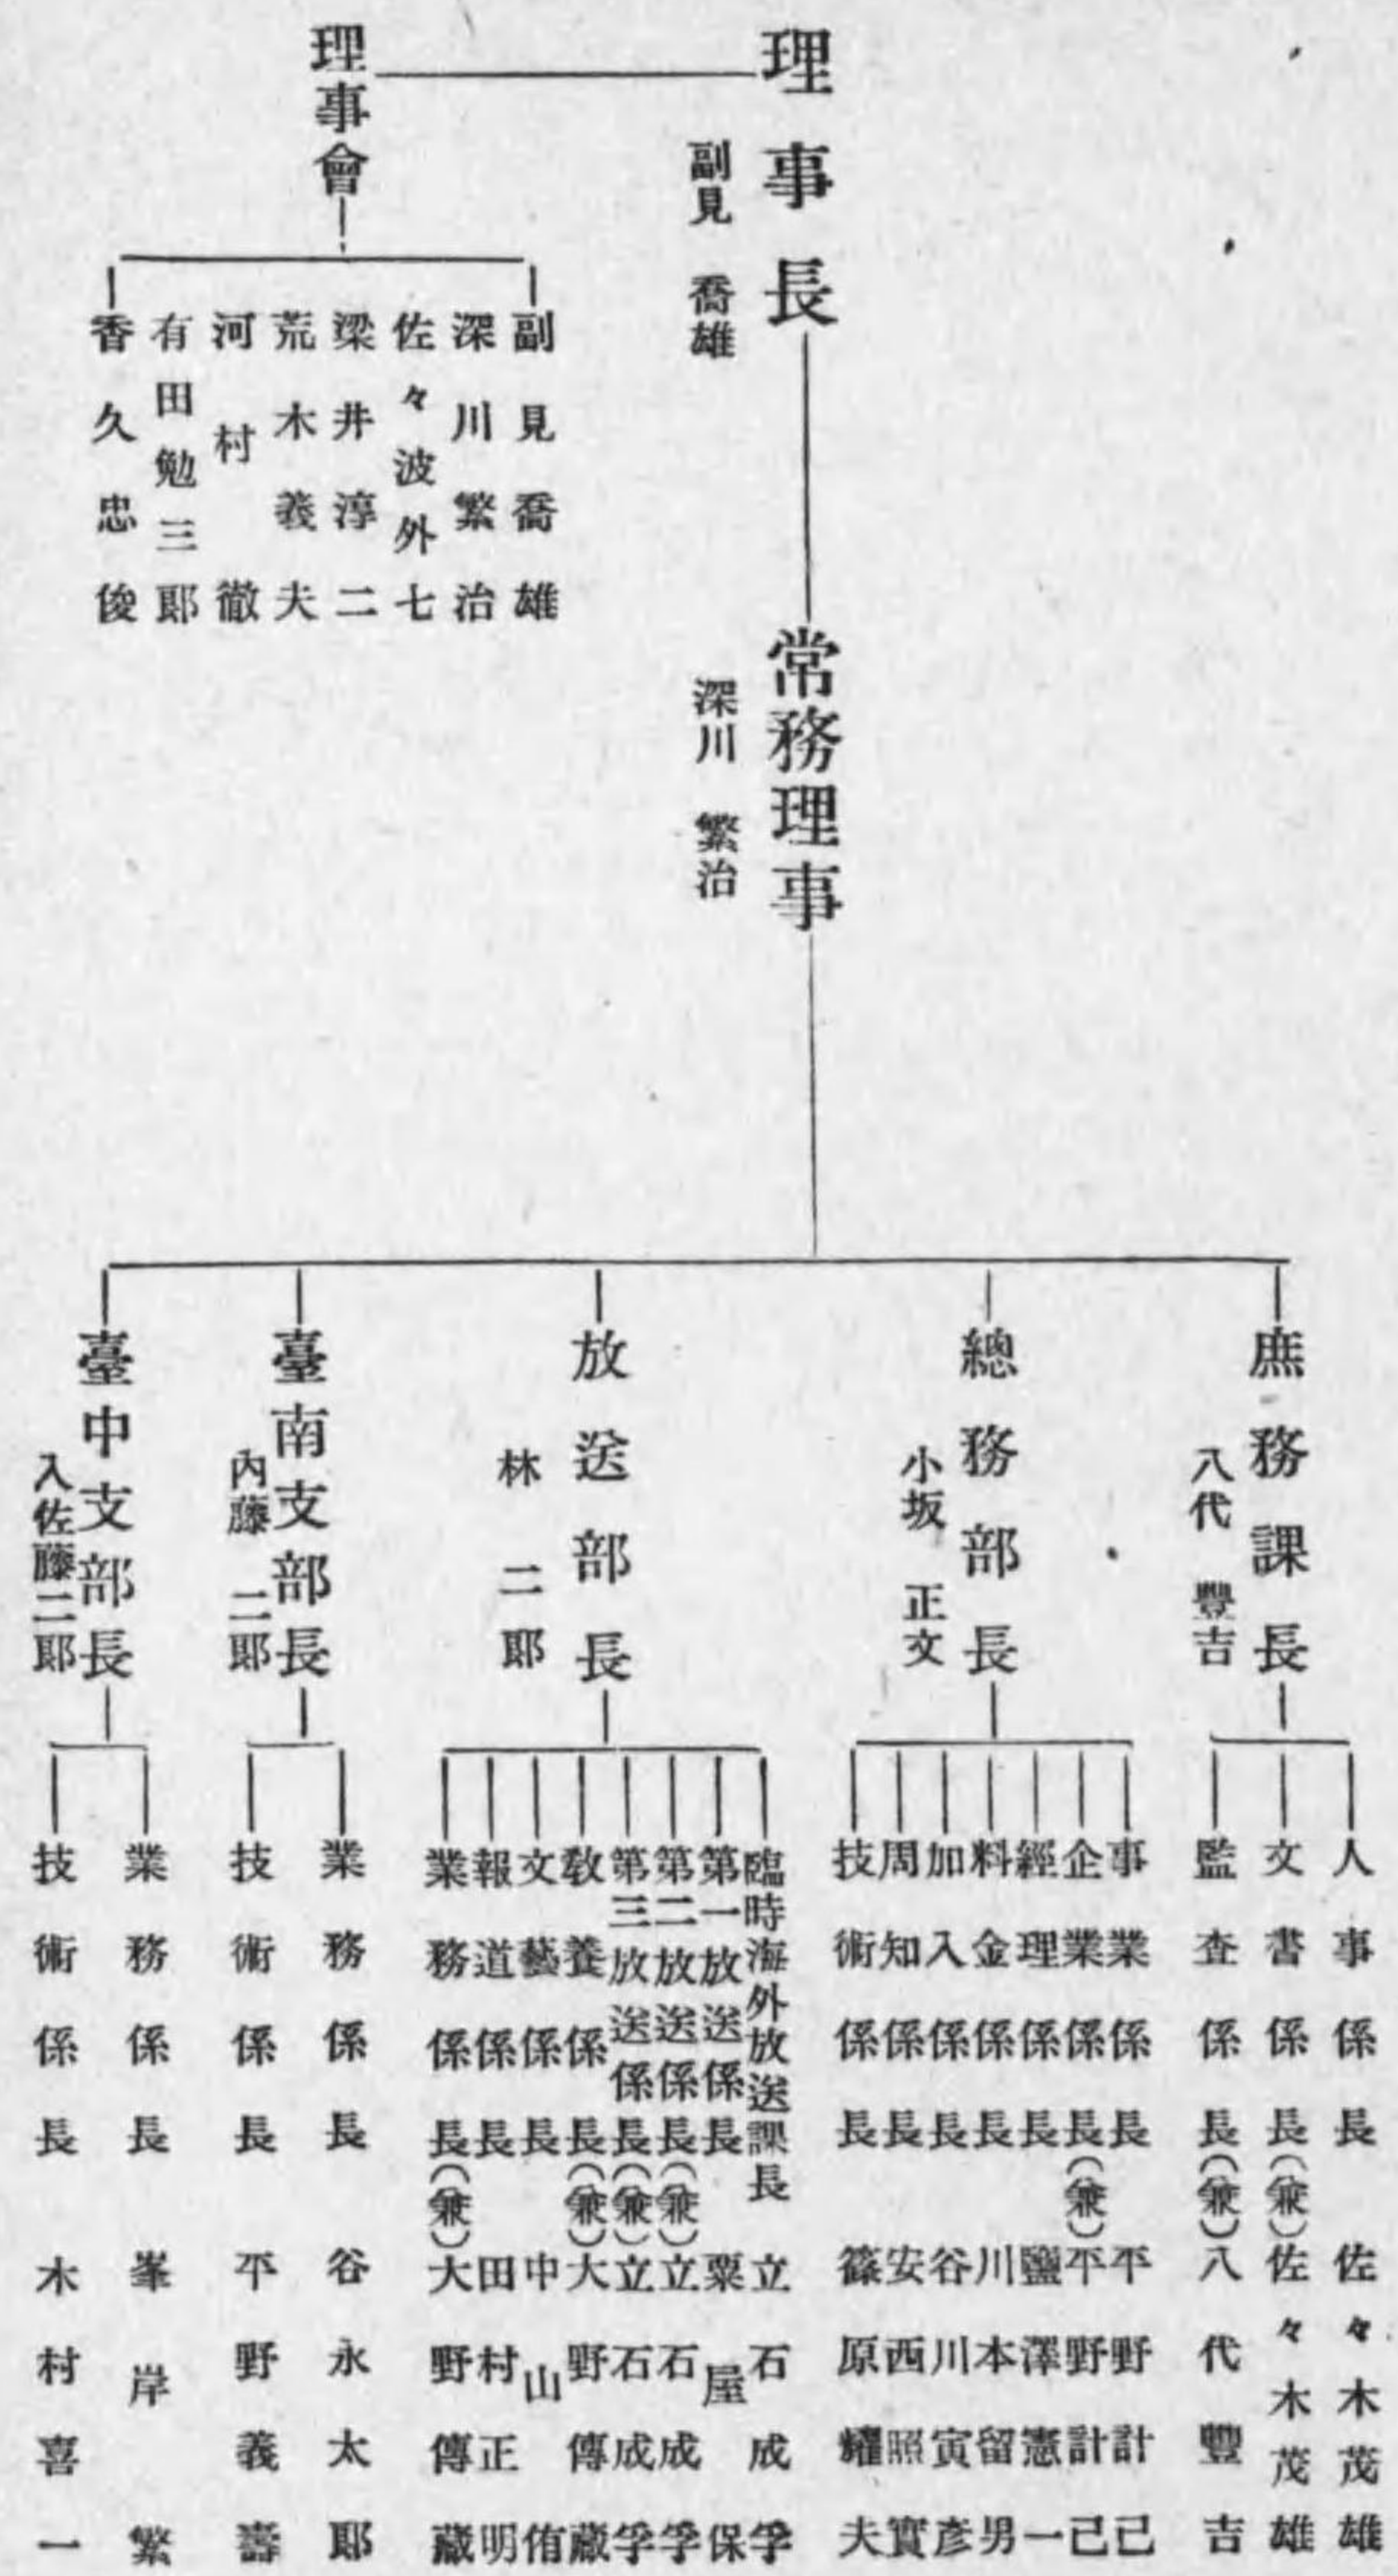 理事長
副見 喬雄
理事會
副見喬雄
深川繁治
佐々波外七
梁井淳二
荒木義夫
河村徹
有田勉三郎
香久忠俊
常務理事
深川 繁治
庶務課長
八代 豐吉
人事係長 佐々木茂雄
文書係長(兼) 佐々木茂雄
監査係長(兼) 八代豐吉
總務部長
小坂 正文
事業係長 平野計己
企業係長(兼) 平野計己
經理係長 鹽澤憲一
料金係長 川本留男
加入係長 谷川寅彥
周知係長 安西照實
技術係長 篠原耀夫
放送部長
林 二郎
臨時海外放送課長 立石成孚
第一放送係長 粟屋保
第二放送係長(兼) 立石成孚
第三放送係長(兼) 立石成孚
敎養係長(兼) 大野傳藏
文藝係長 中山侑
報道係長 田村正明
業務係長(兼) 大野傳藏
臺南支部長
內藤 二郎
業務係長 谷永太郎
技術係長 平野義壽
臺中支部長
入佐藤二郎
業務係長 峯岸繁
技術係長 木村喜一